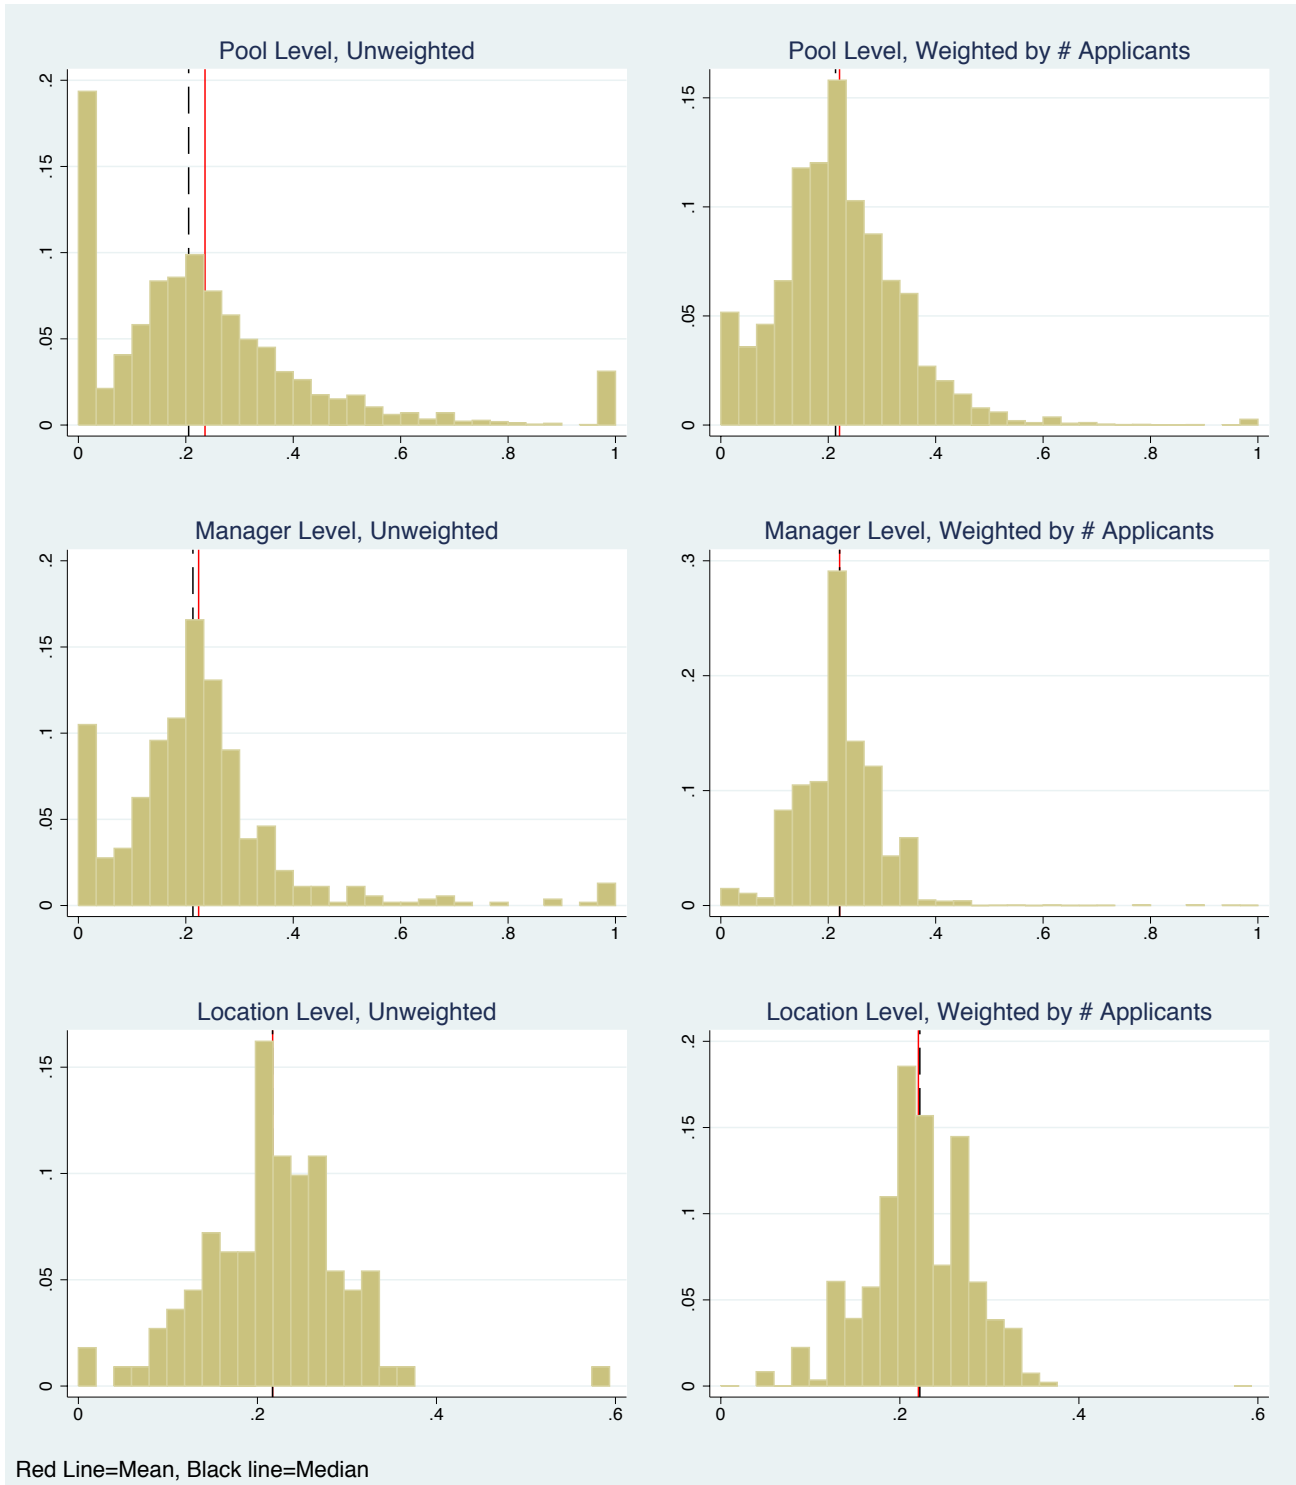 Pool Level, Unweighted
.2
.15
.1
.05
0
0 .2 .4 .6 .8 1
Pool Level, Weighted by # Applicants
.15
.1
.05
0
0 .2 .4 .6 .8 1
Manager Level, Unweighted
.2
.15
.1
.05
0
0 .2 .4 .6 .8 1
Manager Level, Weighted by # Applicants
.3
.2
.1
0
0 .2 .4 .6 .8 1
Location Level, Unweighted
.15
.1
.05
0
0 .2 .4 .6
Location Level, Weighted by # Applicants
.2
.15
.1
.05
0
0 .2 .4 .6
Red Line=Mean, Black line=Median